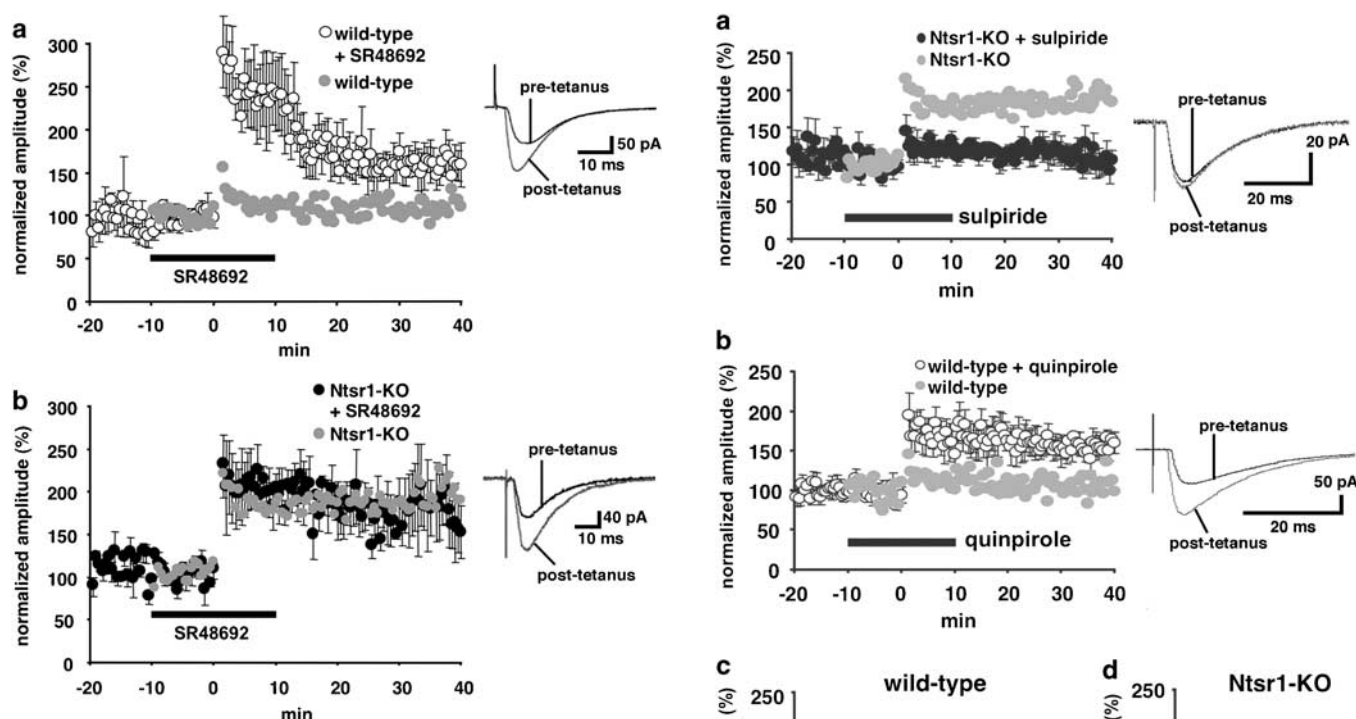 a
normalized amplitude (%)
300
250
200
150
100
50
0
wild-type
+ SR48692
wild-type
SR48692
-20
-10
0
10
20
30
40
min
pre-tetanus
50 pA
10 ms
post-tetanus
b
normalized amplitude (%)
300
250
200
150
100
50
0
Ntsr1-KO
+ SR48692
Ntsr1-KO
SR48692
-20
-10
0
10
20
30
40
min
pre-tetanus
40 pA
10 ms
post-tetanus
a
normalized amplitude (%)
250
200
150
100
50
0
Ntsr1-KO + sulpiride
Ntsr1-KO
sulpiride
-20
-10
0
10
20
30
40
min
pre-tetanus
20 pA
20 ms
post-tetanus
b
normalized amplitude (%)
250
200
150
100
50
0
wild-type + quinpirole
wild-type
quinpirole
-20
-10
0
10
20
30
40
min
pre-tetanus
50 pA
20 ms
post-tetanus
c
(%)
250
wild-type
d
(%)
250
Ntsr1-KO